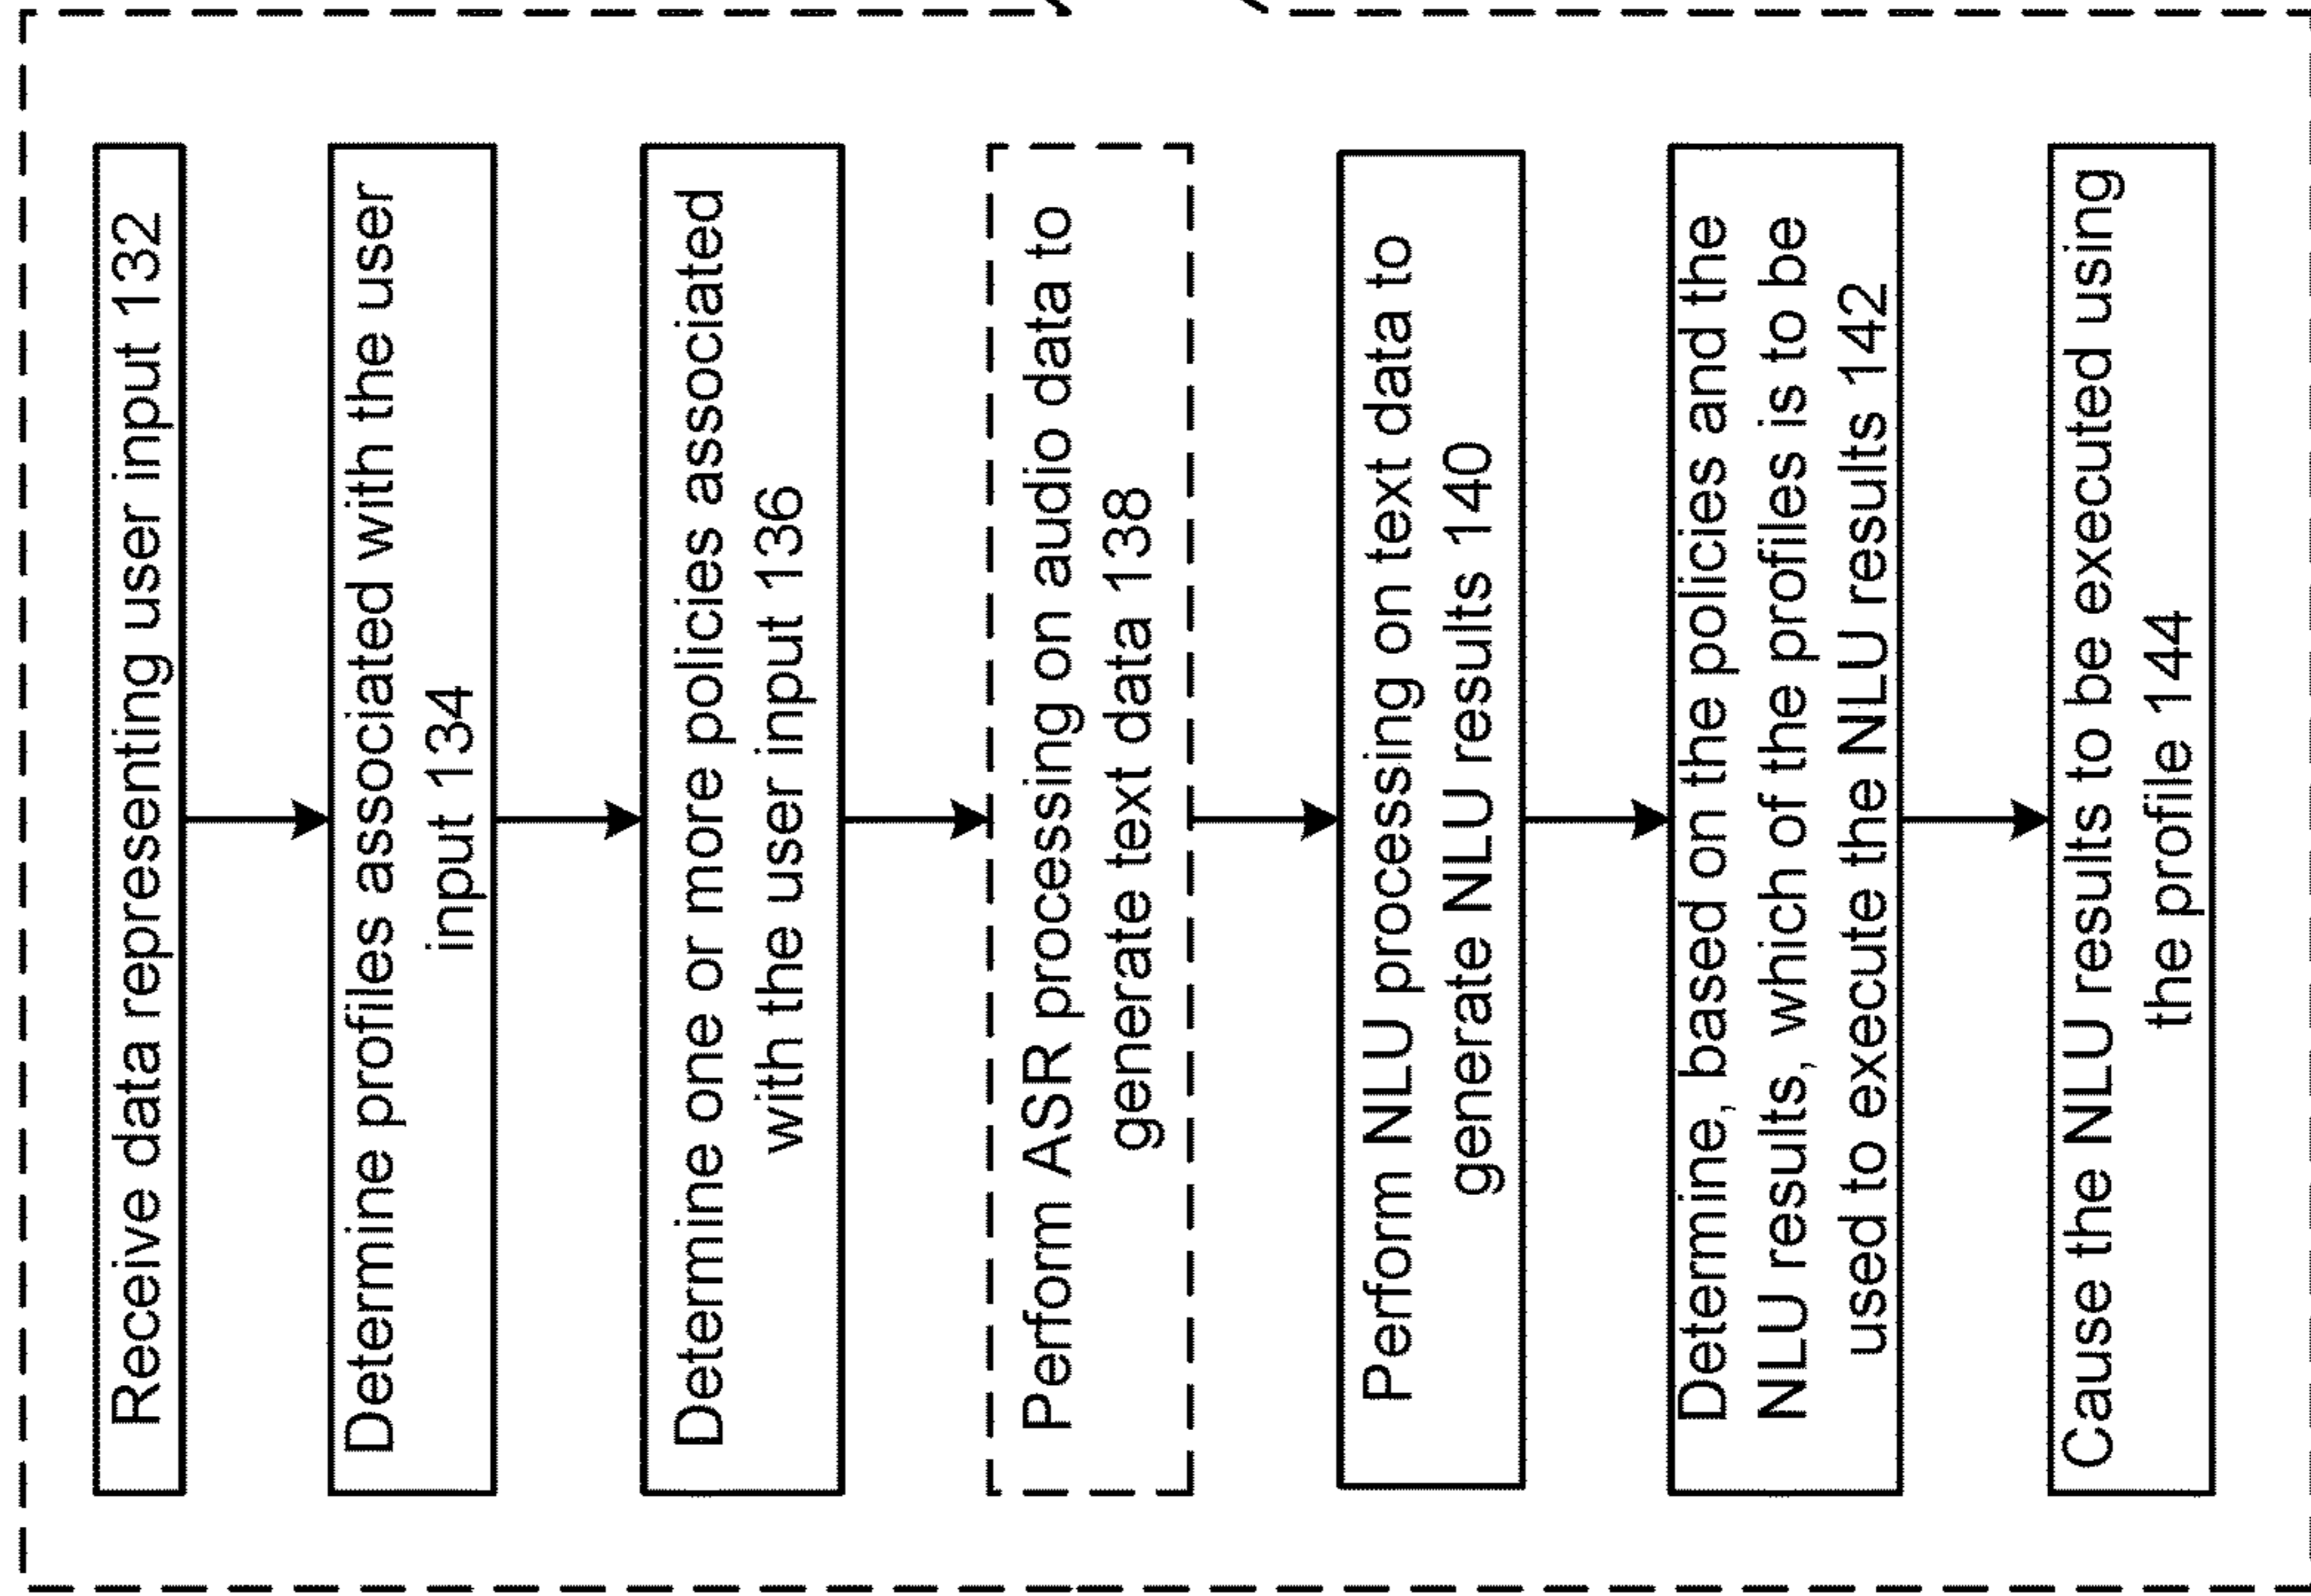 Receive data representing user input 132
Determine profiles associated with the user
input 134
Determine one or more policies associated
with the user input 136
Perform ASR processing on audio data to
generate text data 138
Perform NLU processing on text data to
generate NLU results 140
Determine, based on the policies and the
NLU results, which of the profiles is to be
used to execute the NLU results 142
Cause the NLU results to be executed using
the profile 144